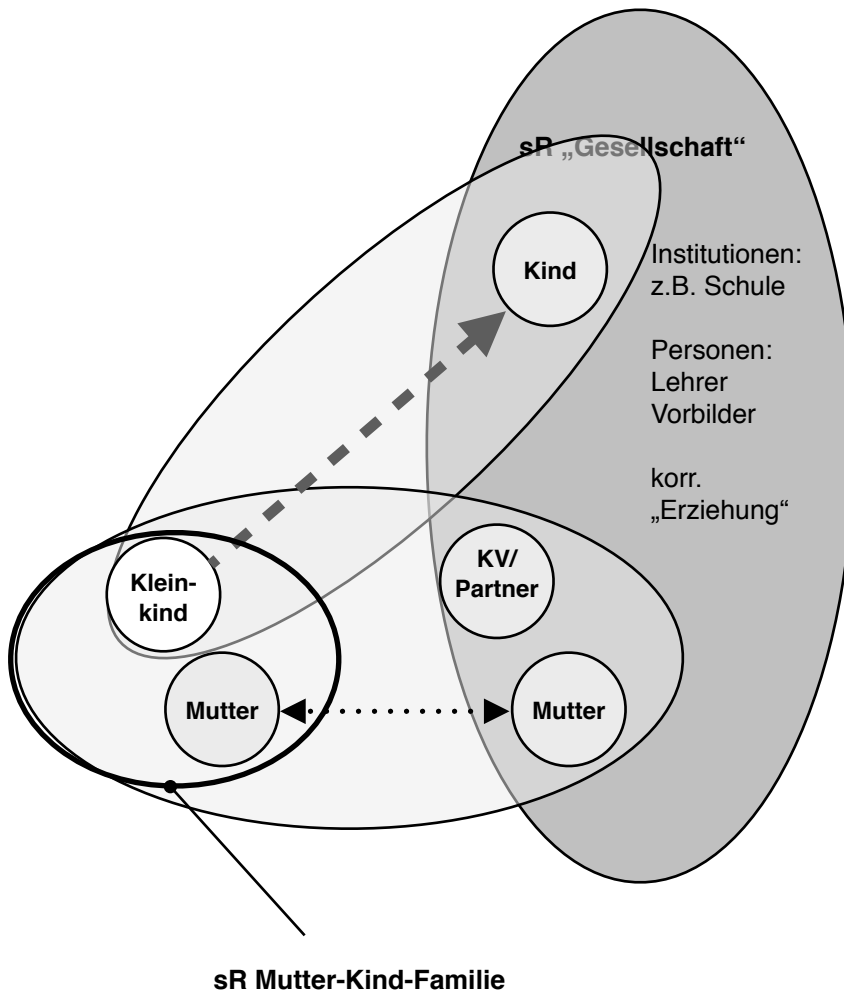 sR „Gesellschaft“
Kind
Institutionen:
z.B. Schule
Personen:
Lehrer
Vorbilder
korr.
„Erziehung“
Klein-
kind
KV/
Partner
Mutter
Mutter
sR Mutter-Kind-Familie